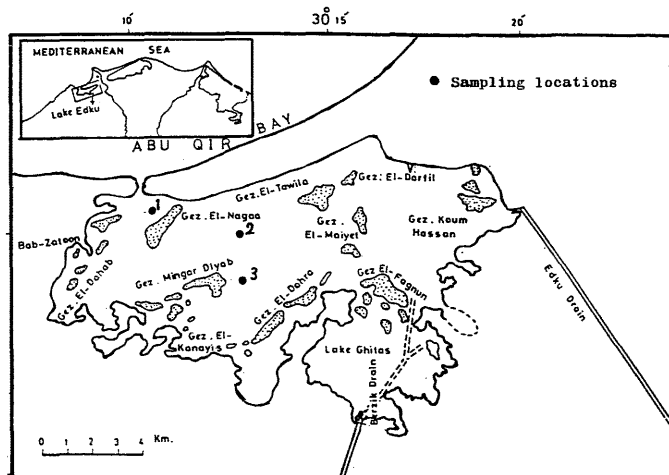 10'
30° 15'
20'
MEDITERRANEAN SEA
Lake Edku
ABU QIR BAY
Sampling locations
Gez. El-Tawila
Gez. El-Darfil
1
Gez. El-Nagaa
2
Gez. El-Maiyet
Gez. Koum Hassan
Bab-Zatoon
Gez. El-Dahab
Gez. Mingar Diyab
3
Gez. El-Dahra
Gez El-Fagnun
Edku Drain
Gez. El-Kanayis
Lake Ghitas
Berzik Drain
0 1 2 3 4 Km.